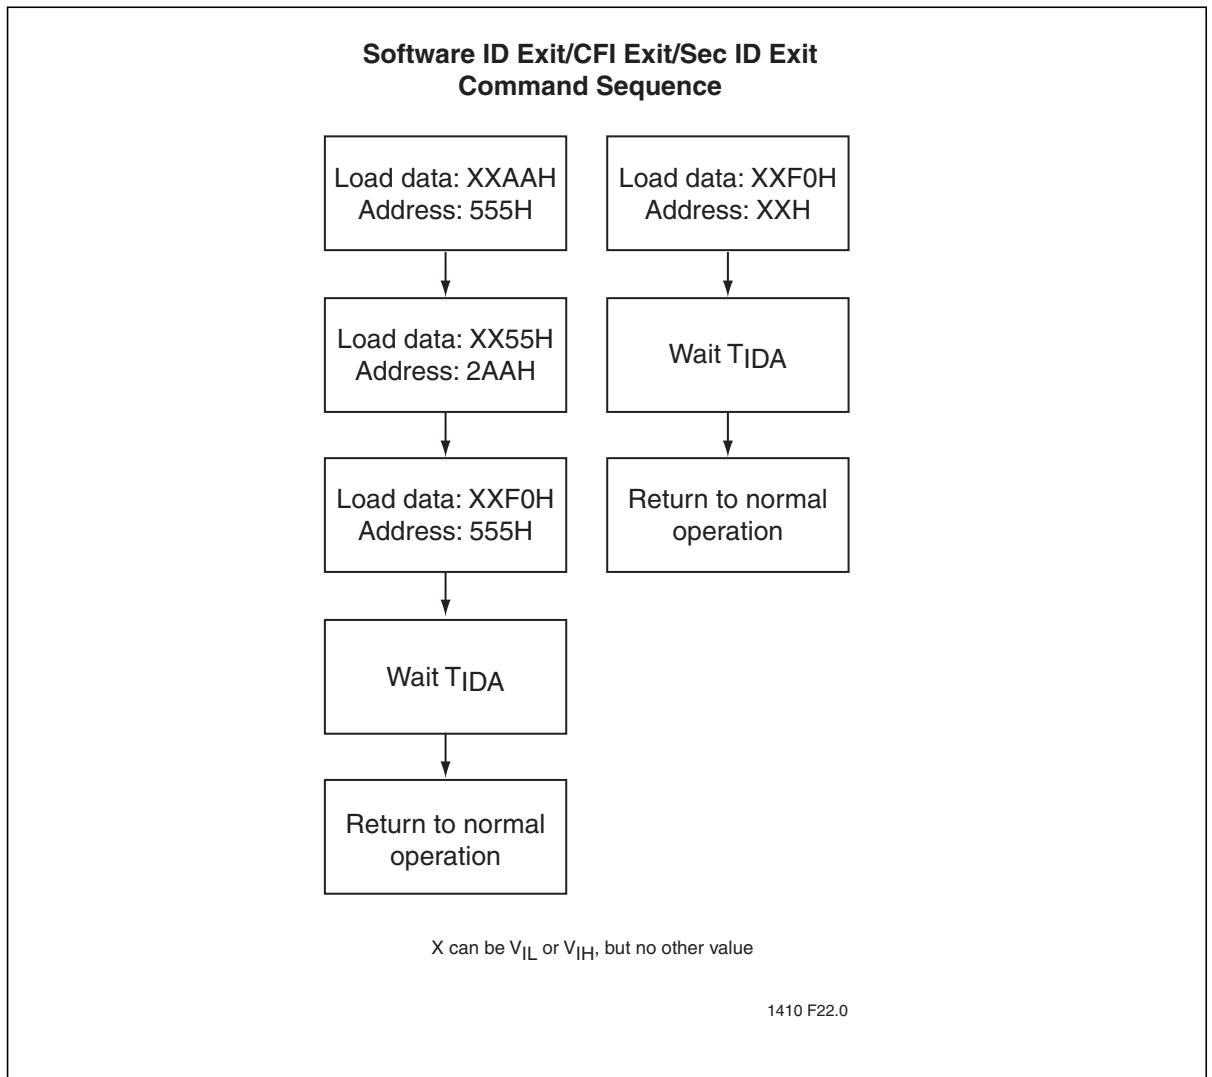 Software ID Exit/CFI Exit/Sec ID Exit
Command Sequence
Load data: XXAAH
Address: 555H
Load data: XX55H
Address: 2AAH
Load data: XXF0H
Address: 555H
Wait TIDA
Return to normal
operation
Load data: XXF0H
Address: XXH
Wait TIDA
Return to normal
operation
X can be VIL or VIH, but no other value
1410 F22.0